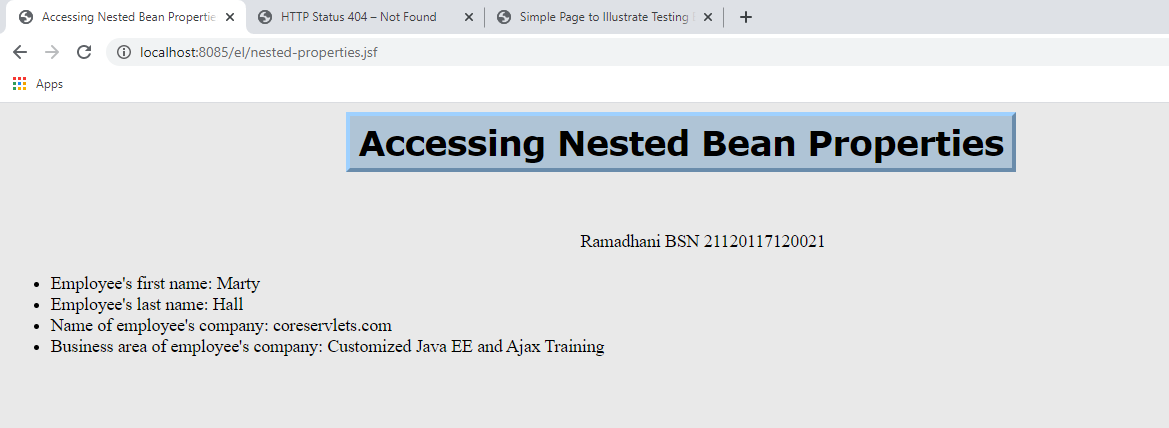 Accessing Nested Bean Propertie
HTTP Status 404 – Not Found
Simple Page to Illustrate Testing
localhost:8085/el/nested-properties.jsf
Apps
Accessing Nested Bean Properties
Ramadhani BSN 21120117120021
• Employee's first name: Marty
• Employee's last name: Hall
• Name of employee's company: coreservlets.com
• Business area of employee's company: Customized Java EE and Ajax Training